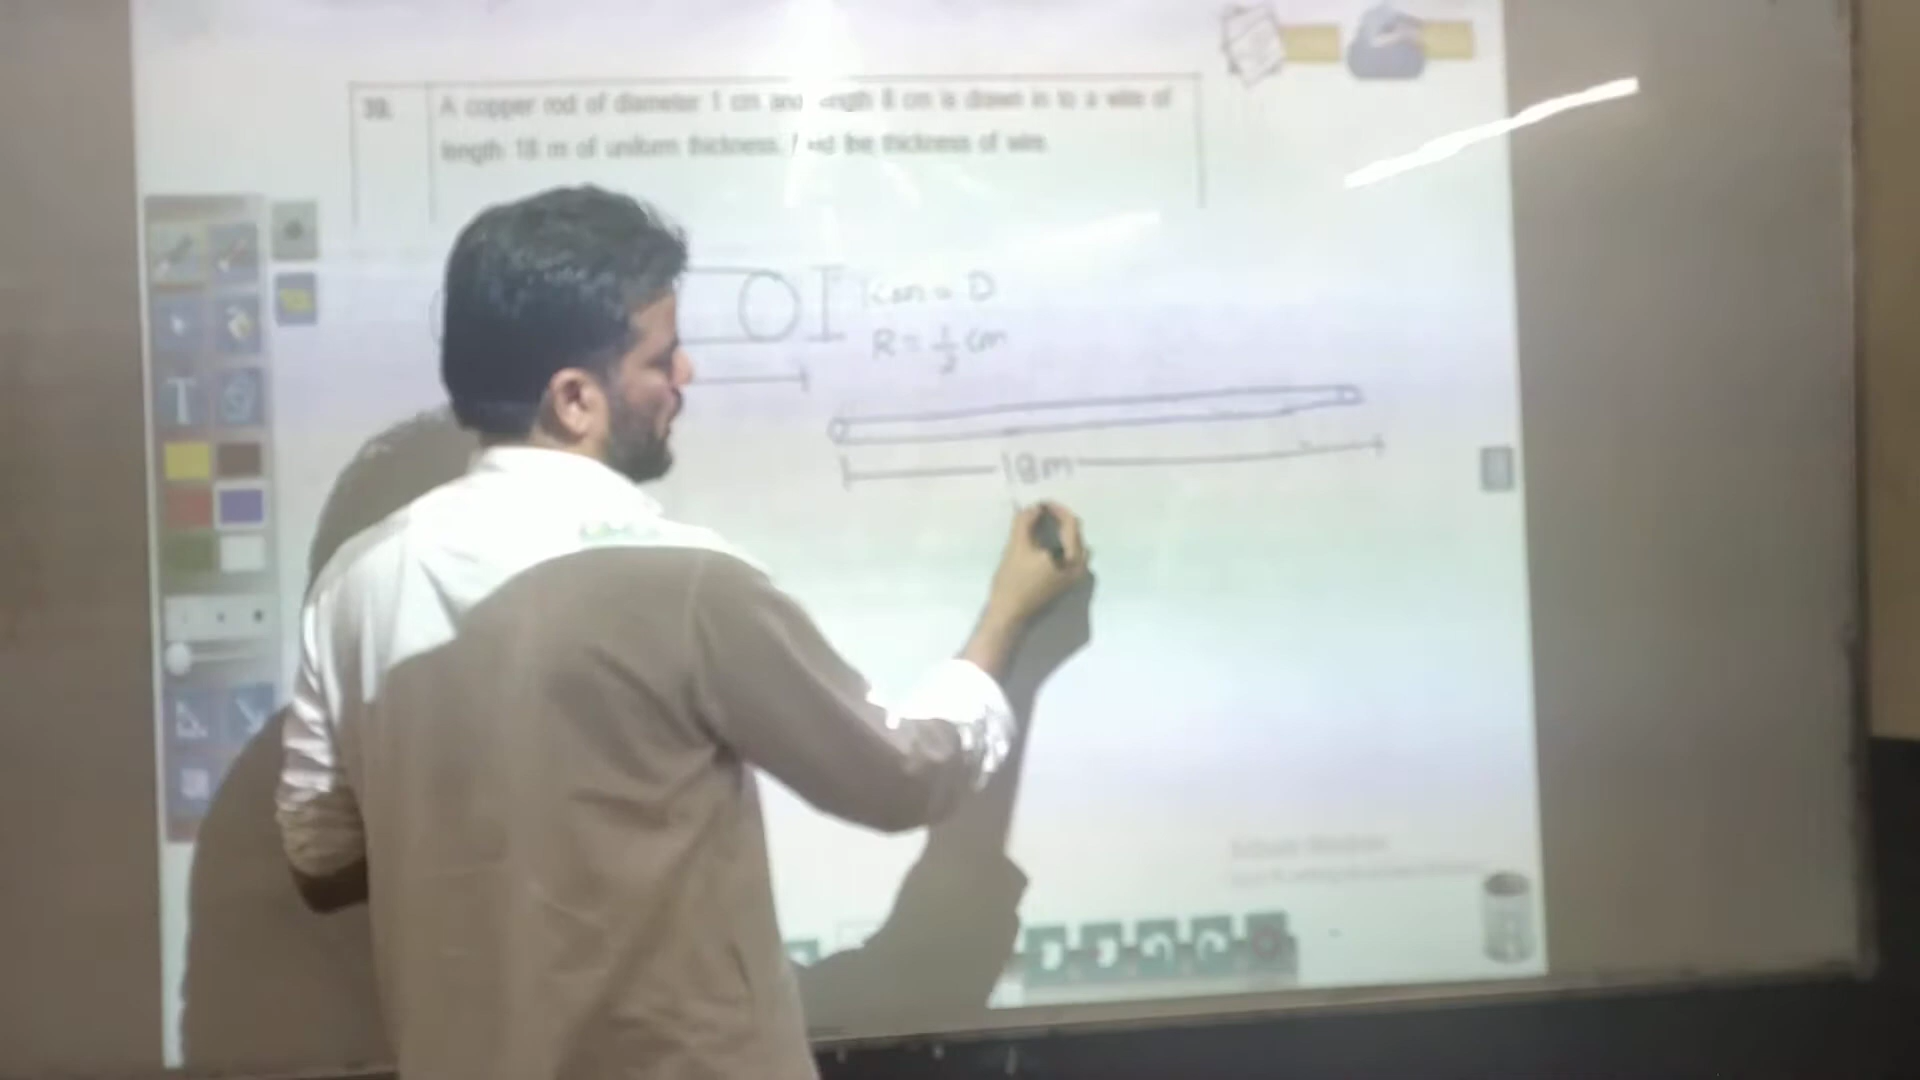 39. A copper rod of diameter 1 cm and length 8 cm is drawn in to a wire of
length 18 m of uniform thickness. Find the thickness of wire.
1cm = D
R = 1/2 cm
18m